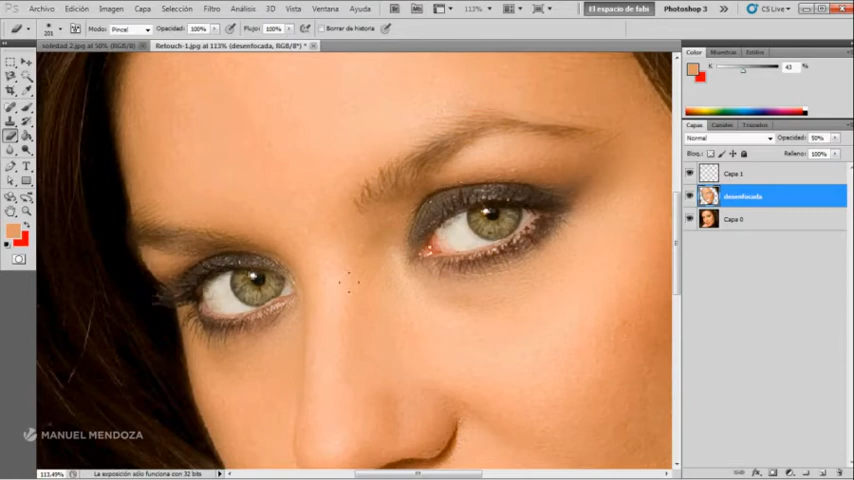 Ps Archivo Edición Imagen Capa Selección Filtro Análisis 3D Vista Ventana Ayuda 113% El espacio de fahi Photoshop 3 CS Live
201 Modo: Pincel Opacidad: 100% Flujo: 100% Borrar de historia
soledad 2.jpg al 50% (RGB/8) Retouch-1.jpg al 113% (desenfocada, RGB/8*) *
Color Muestras Estilos
K 43 %
Capas Canales Trazados
Normal Opacidad: 50%
Bloq.: Relleno: 100%
Capa 1
desenfocada
Capa 0
MANUEL MENDOZA
113,49% La exposición sólo funciona con 32 bits